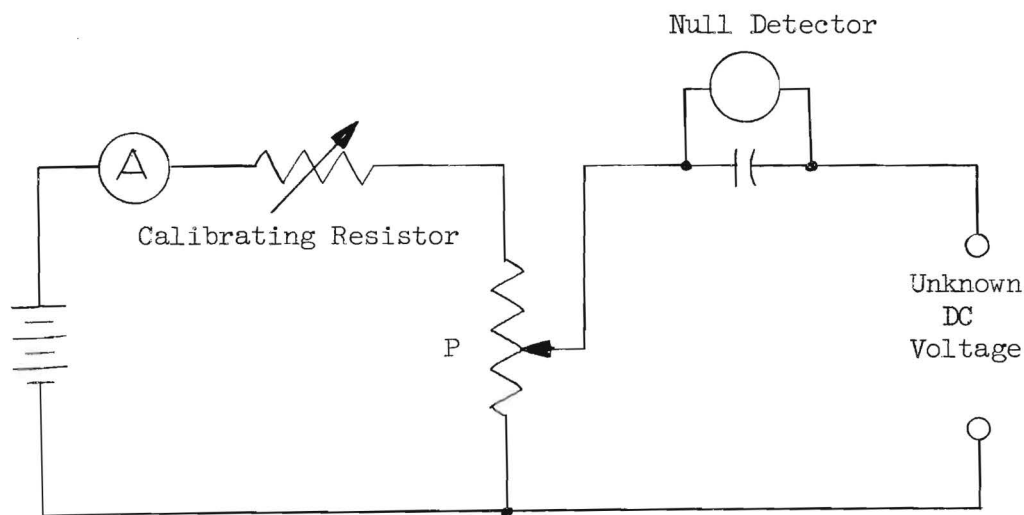 Null Detector
A
Calibrating Resistor
P
Unknown
DC
Voltage